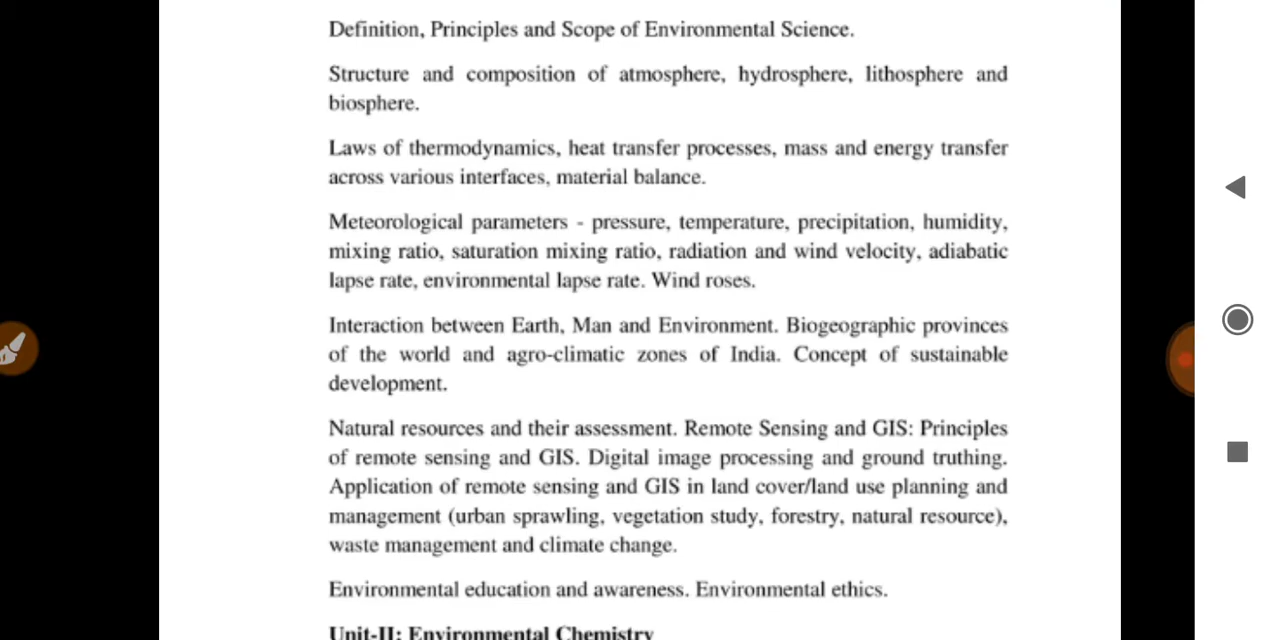 Definition, Principles and Scope of Environmental Science.
Structure and composition of atmosphere, hydrosphere, lithosphere and
biosphere.
Laws of thermodynamics, heat transfer processes, mass and energy transfer
across various interfaces, material balance.
Meteorological parameters - pressure, temperature, precipitation, humidity,
mixing ratio, saturation mixing ratio, radiation and wind velocity, adiabatic
lapse rate, environmental lapse rate. Wind roses.
Interaction between Earth, Man and Environment. Biogeographic provinces
of the world and agro-climatic zones of India. Concept of sustainable
development.
Natural resources and their assessment. Remote Sensing and GIS: Principles
of remote sensing and GIS. Digital image processing and ground truthing.
Application of remote sensing and GIS in land cover/land use planning and
management (urban sprawling, vegetation study, forestry, natural resource),
waste management and climate change.
Environmental education and awareness. Environmental ethics.
Unit-II: Environmental Chemistry